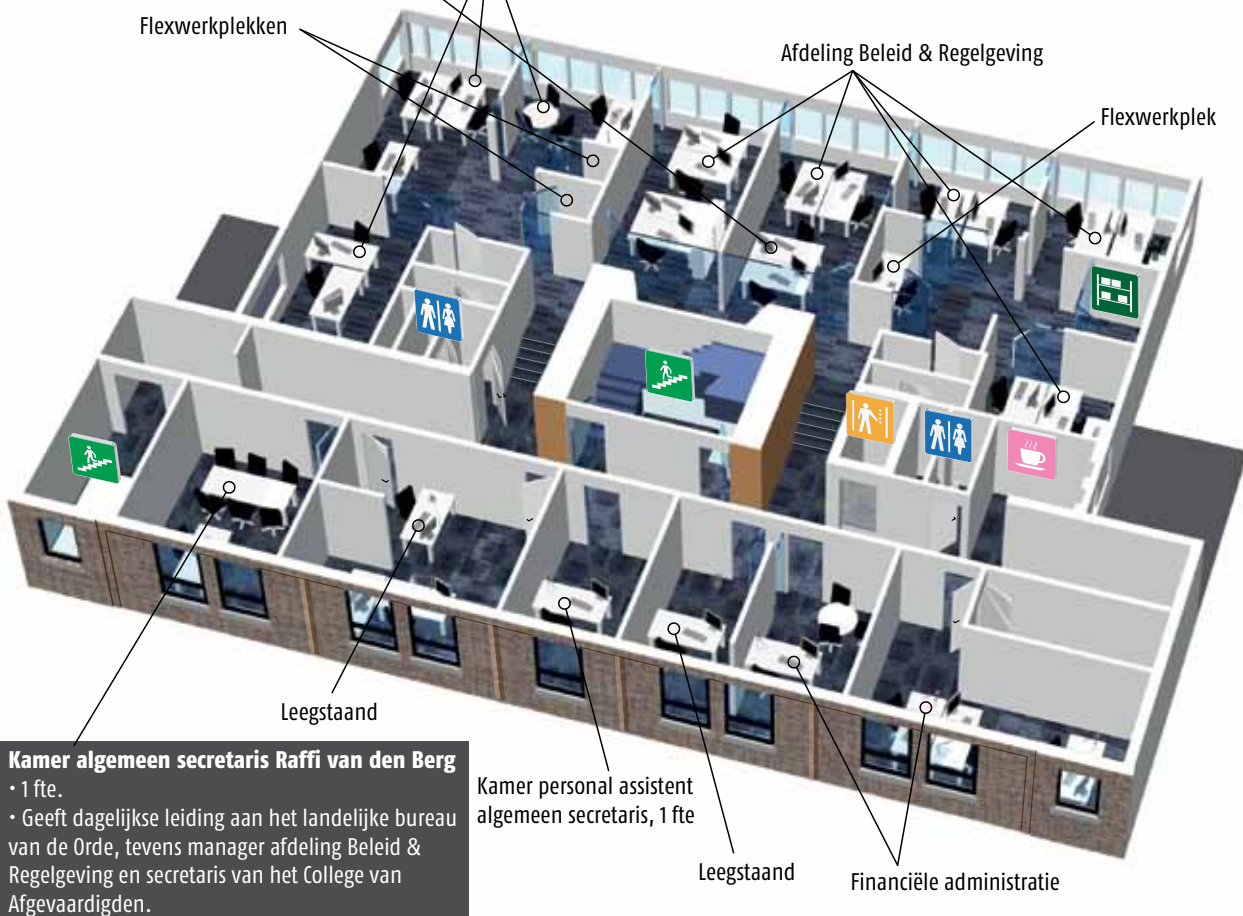 Flexwerkplekken
Afdeling Beleid & Regelgeving
Flexwerkplek
Leegstaand
Kamer algemeen secretaris Raffi van den Berg
• 1 fte.
• Geeft dagelijkse leiding aan het landelijke bureau
van de Orde, tevens manager afdeling Beleid &
Regelgeving en secretaris van het College van
Afgevaardigden.
Kamer personal assistent
algemeen secretaris, 1 fte
Leegstaand
Financiële administratie